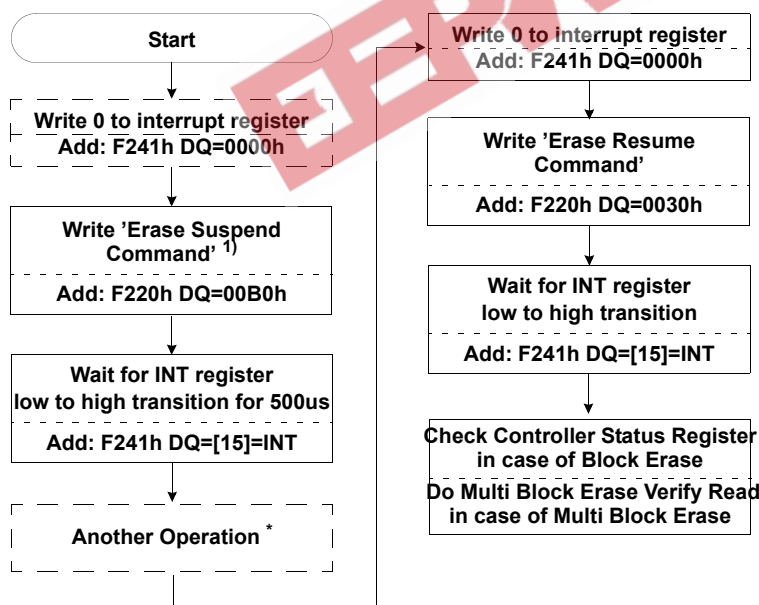 Start
Write 0 to interrupt register
Add: F241h DQ=0000h
Write 'Erase Suspend
Command' 1)
Add: F220h DQ=00B0h
Wait for INT register
low to high transition for 500us
Add: F241h DQ=[15]=INT
Another Operation *
Write 0 to interrupt register
Add: F241h DQ=0000h
Write 'Erase Resume
Command'
Add: F220h DQ=0030h
Wait for INT register
low to high transition
Add: F241h DQ=[15]=INT
Check Controller Status Register
in case of Block Erase
Do Multi Block Erase Verify Read
in case of Multi Block Erase